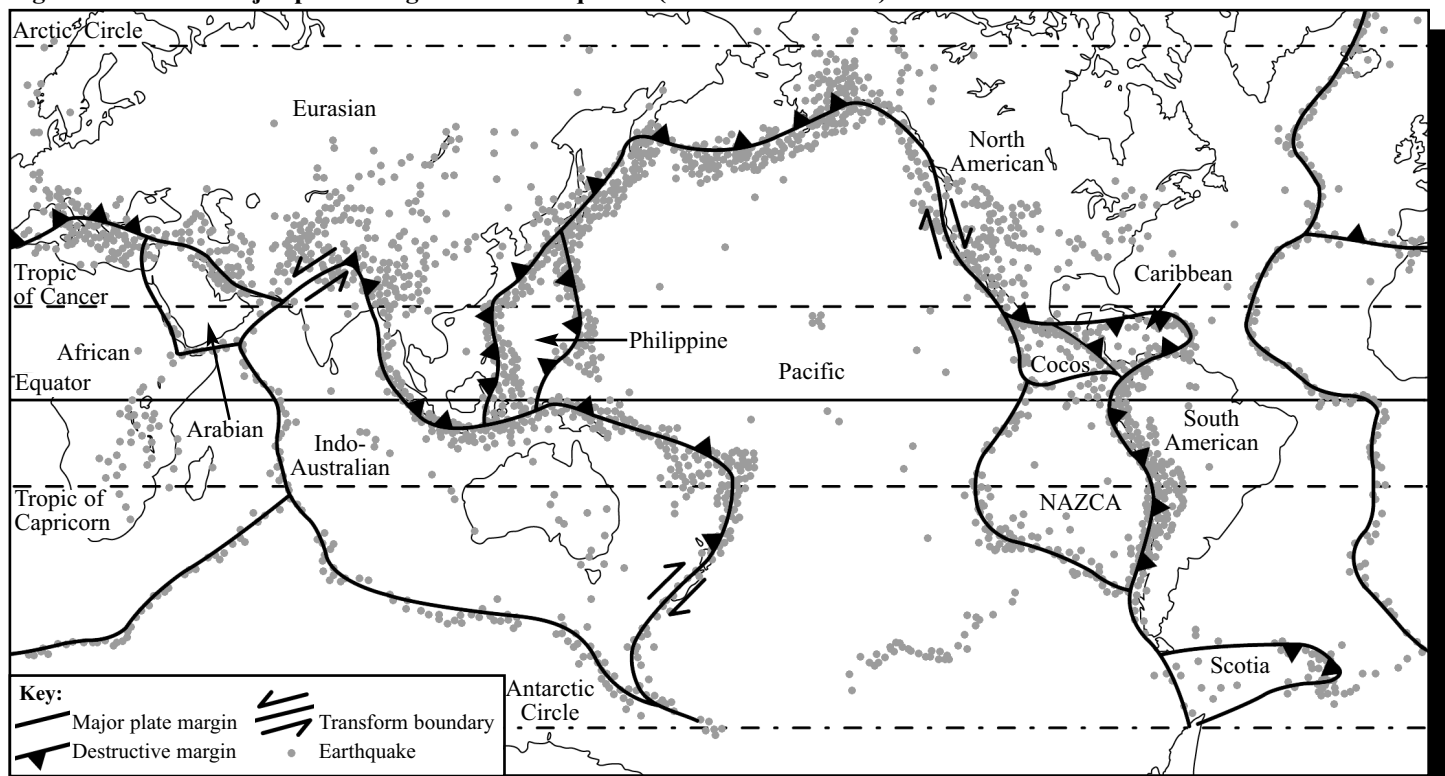 Arctic Circle
Eurasian
North
American
Tropic
of Cancer
Caribbean
African
Philippine
Pacific
Cocos
Equator
Arabian
Indo-
Australian
South
American
Tropic of
Capricorn
NAZCA
Scotia
Antarctic
Circle
Key:
Major plate margin
Transform boundary
Destructive margin
Earthquake